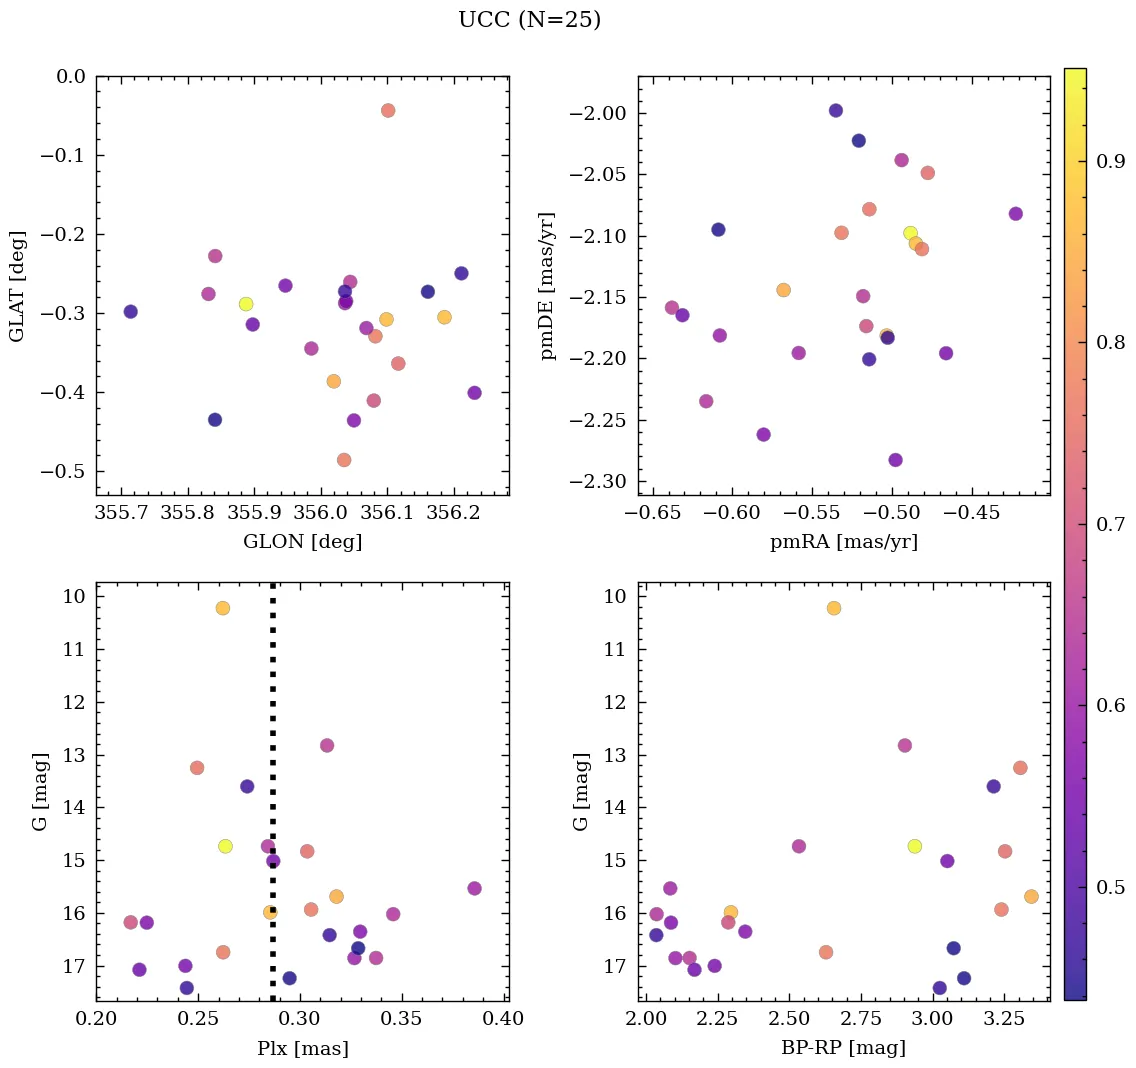 UCC (N=25)
0.0
−0.1
−0.2
−0.3
−0.4
−0.5
GLAT [deg]
355.7 355.8 355.9 356.0 356.1 356.2
GLON [deg]
−2.00
−2.05
−2.10
−2.15
−2.20
−2.25
−2.30
pmDE [mas/yr]
−0.65 −0.60 −0.55 −0.50 −0.45
pmRA [mas/yr]
0.9
0.8
0.7
0.6
0.5
10
11
12
13
14
15
16
17
G [mag]
0.20 0.25 0.30 0.35 0.40
Plx [mas]
10
11
12
13
14
15
16
17
G [mag]
2.00 2.25 2.50 2.75 3.00 3.25
BP-RP [mag]